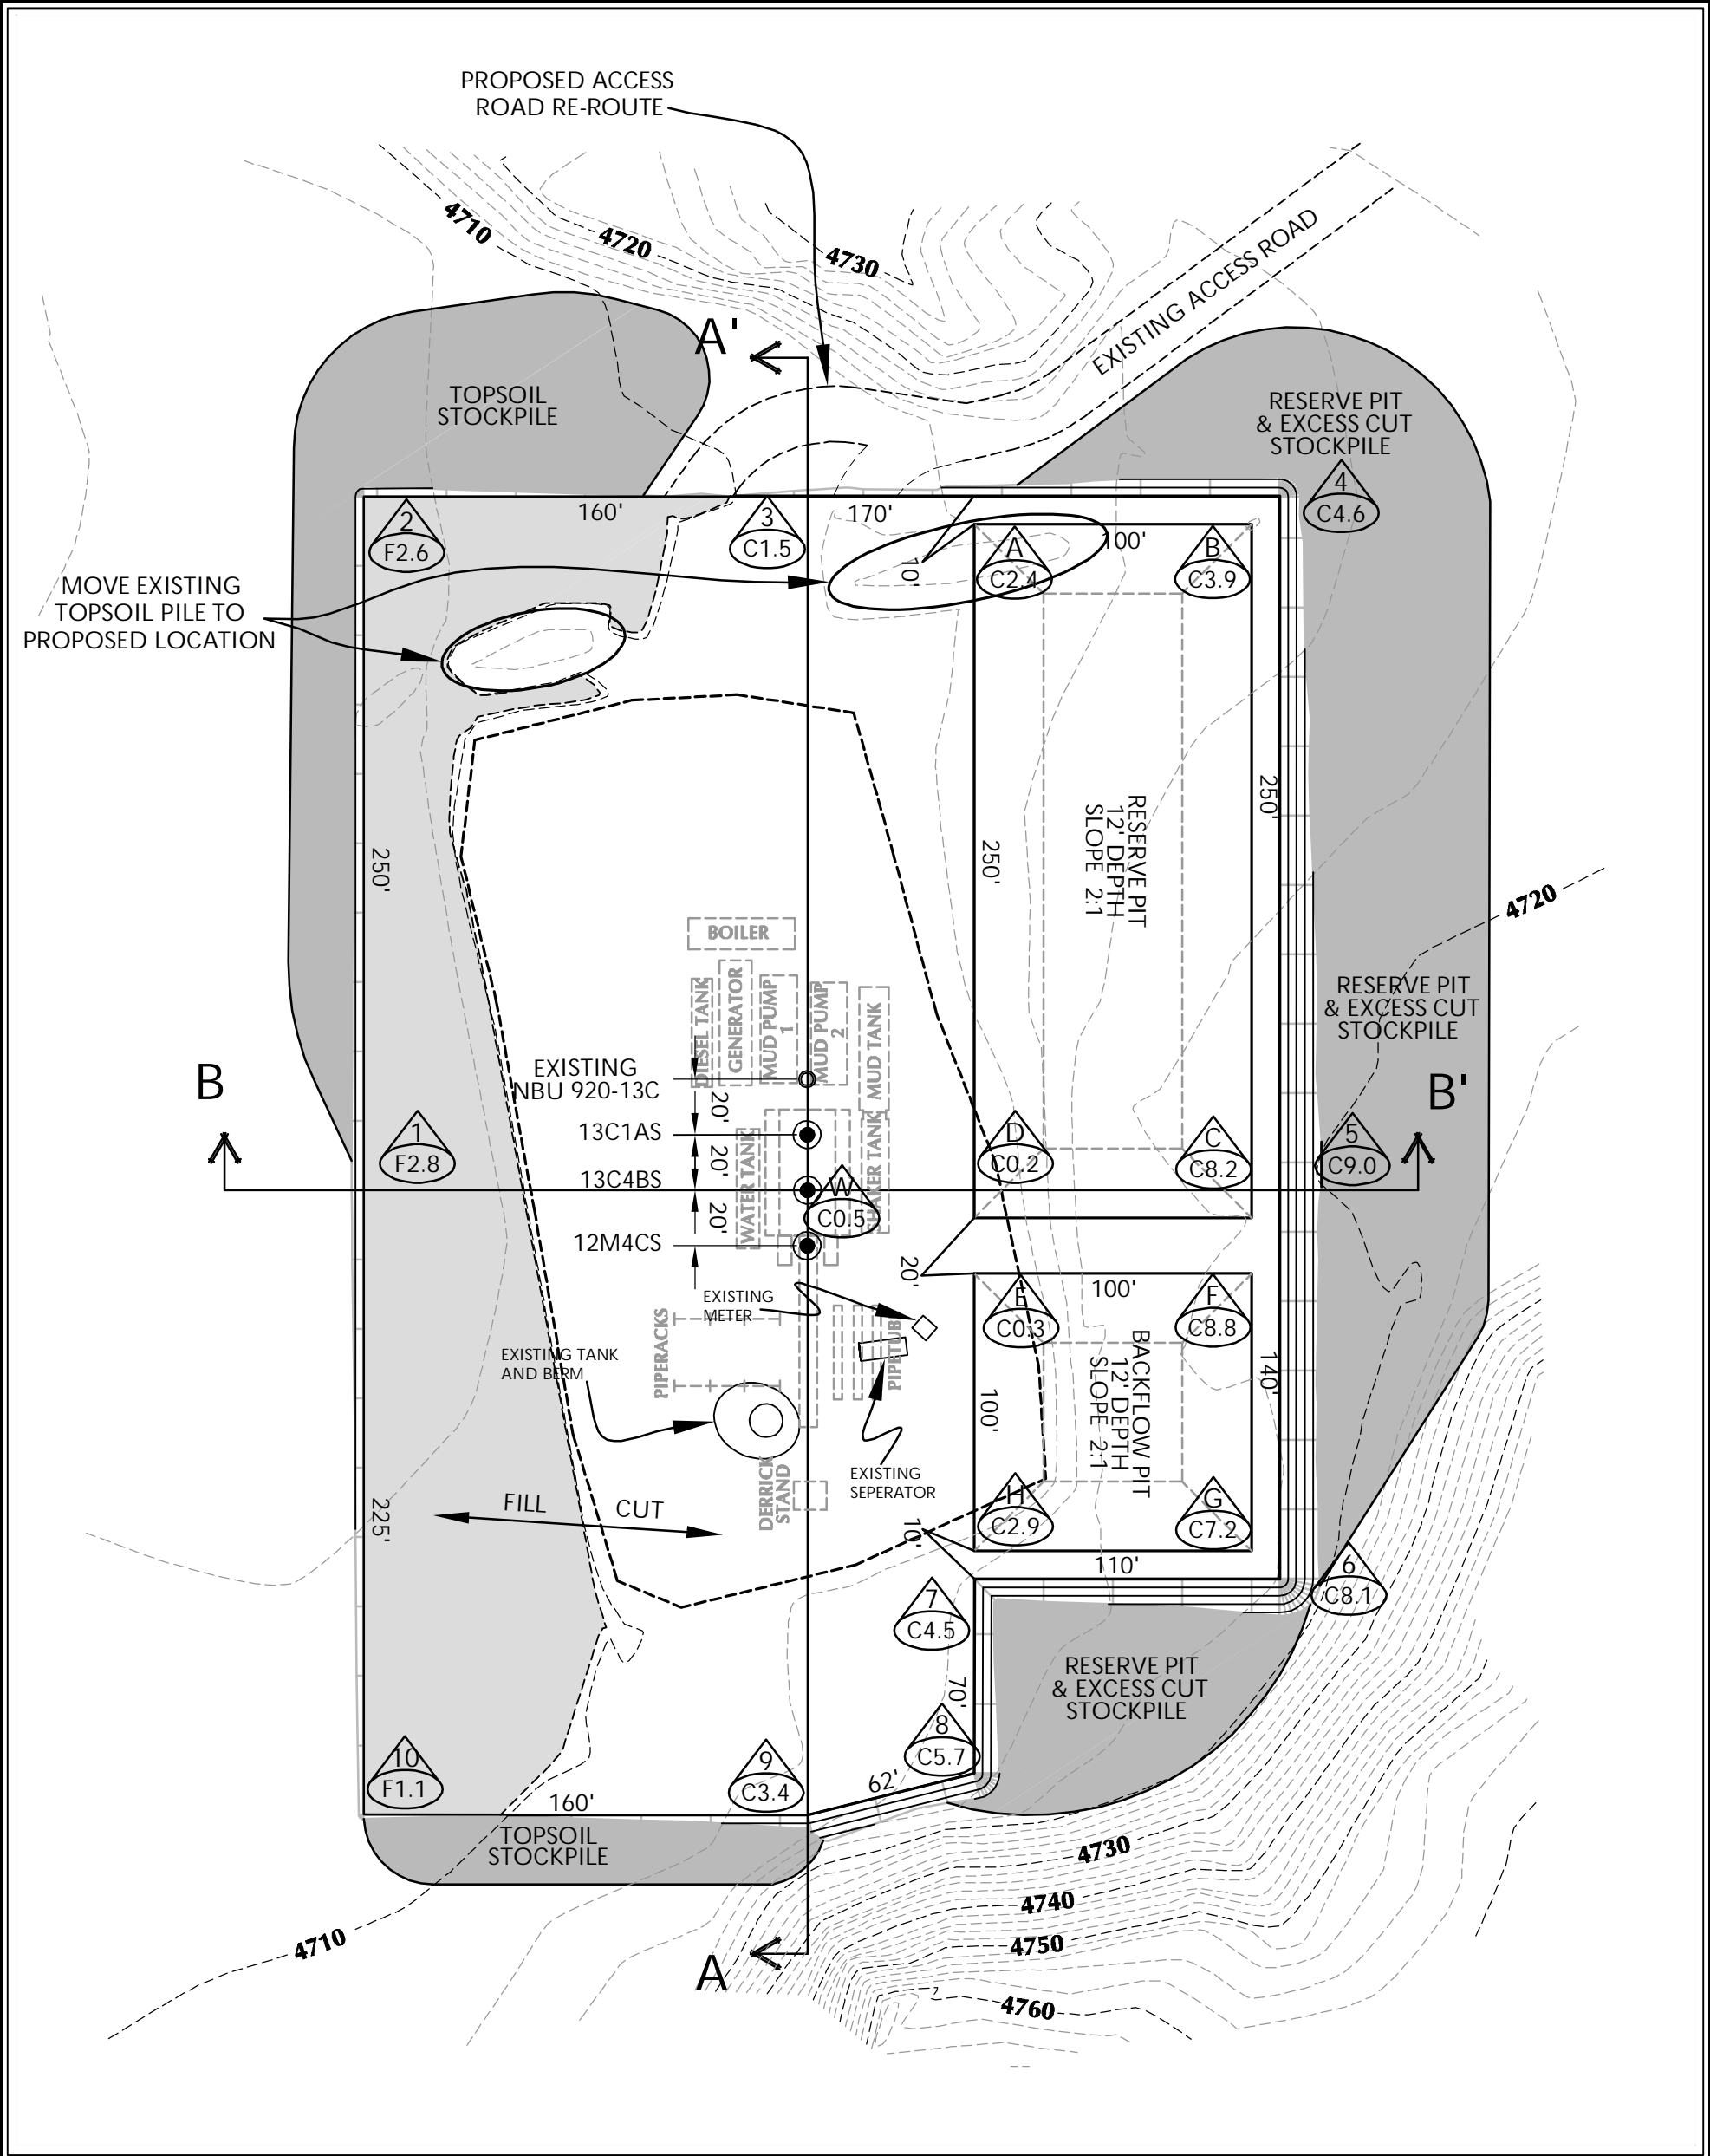 PROPOSED ACCESS
ROAD RE-ROUTE
4710
4720
4730
EXISTING ACCESS ROAD
A'
TOPSOIL
STOCKPILE
RESERVE PIT
& EXCESS CUT
STOCKPILE
4
C4.6
2
F2.6
160'
3
C1.5
170'
A
C2.4
100'
B
C3.9
10'
MOVE EXISTING
TOPSOIL PILE TO
PROPOSED LOCATION
250'
250'
RESERVE PIT
12' DEPTH
SLOPE 2:1
250'
4720
BOILER
DIESEL TANK
GENERATOR
MUD PUMP
1
MUD PUMP
2
MUD TANK
RESERVE PIT
& EXCESS CUT
STOCKPILE
B
B'
EXISTING
NBU 920-13C
20'
13C1AS
20'
13C4BS
20'
12M4CS
WATER TANK
SHAKER TANK
1
F2.8
W
C0.5
D
C0.2
C
C8.2
5
C9.0
20'
100'
E
C0.3
F
C8.8
EXISTING
METER
PIPERACKS
PIPETUB
EXISTING TANK
AND BERM
100'
BACKFLOW PIT
12' DEPTH
SLOPE 2:1
140'
EXISTING
SEPERATOR
DERRICK
STAND
225'
FILL
CUT
H
C2.9
G
C7.2
10'
110'
6
C8.1
7
C4.5
70'
RESERVE PIT
& EXCESS CUT
STOCKPILE
8
C5.7
10
F1.1
9
C3.4
62'
160'
TOPSOIL
STOCKPILE
4730
4740
4750
4760
4710
A